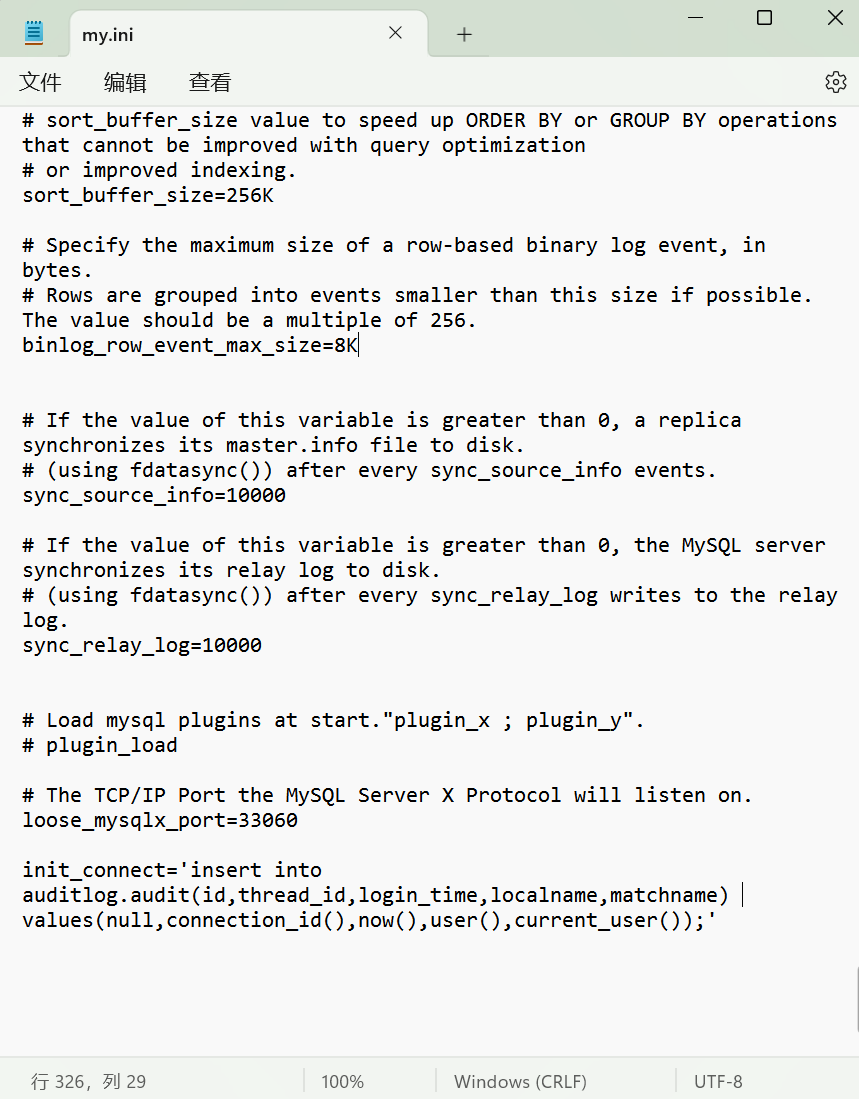 my.ini
文件 编辑 查看
# sort_buffer_size value to speed up ORDER BY or GROUP BY operations
that cannot be improved with query optimization
# or improved indexing.
sort_buffer_size=256K
# Specify the maximum size of a row-based binary log event, in
bytes.
# Rows are grouped into events smaller than this size if possible.
The value should be a multiple of 256.
binlog_row_event_max_size=8K
# If the value of this variable is greater than 0, a replica
synchronizes its master.info file to disk.
# (using fdatasync()) after every sync_source_info events.
sync_source_info=10000
# If the value of this variable is greater than 0, the MySQL server
synchronizes its relay log to disk.
# (using fdatasync()) after every sync_relay_log writes to the relay
log.
sync_relay_log=10000
# Load mysql plugins at start."plugin_x ; plugin_y".
# plugin_load
# The TCP/IP Port the MySQL Server X Protocol will listen on.
loose_mysqlx_port=33060
init_connect='insert into
auditlog.audit(id,thread_id,login_time,localname,matchname)
values(null,connection_id(),now(),user(),current_user());'
行 326，列 29 100% Windows (CRLF) UTF-8